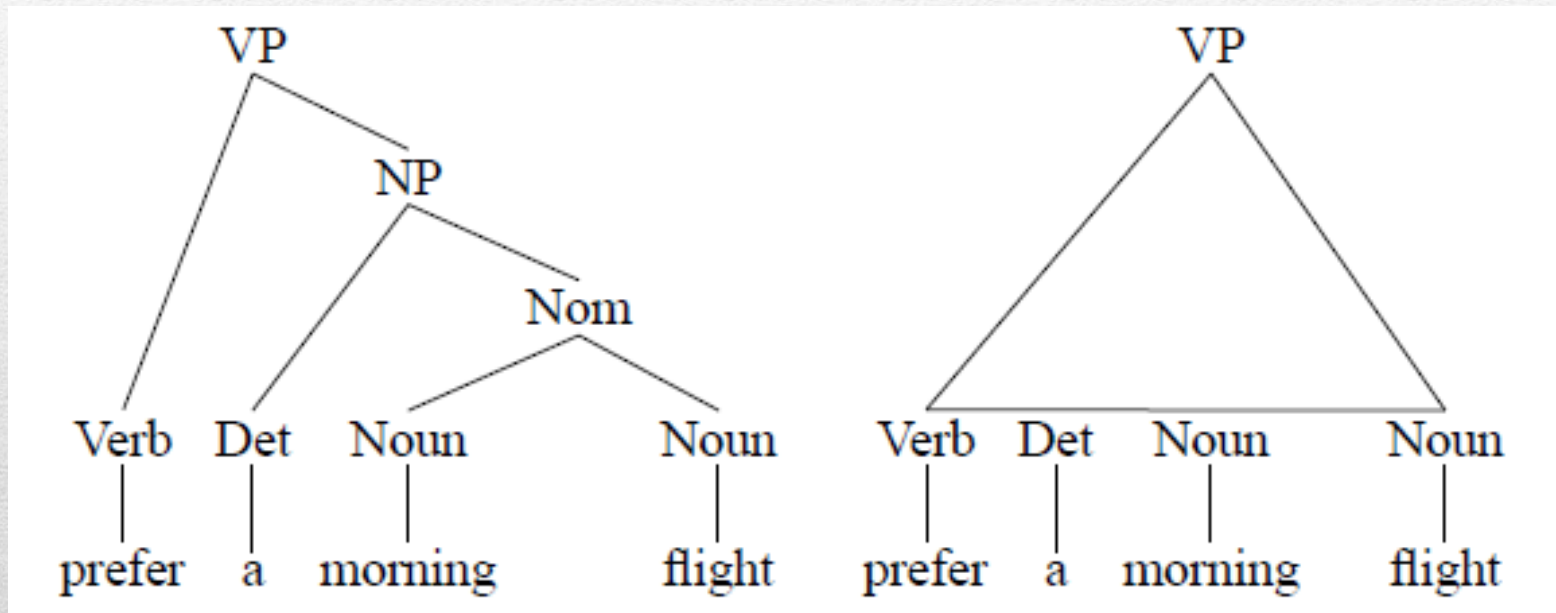 VP VP
NP
Nom
Verb Det Noun Noun Verb Det Noun Noun
prefer a morning flight prefer a morning flight